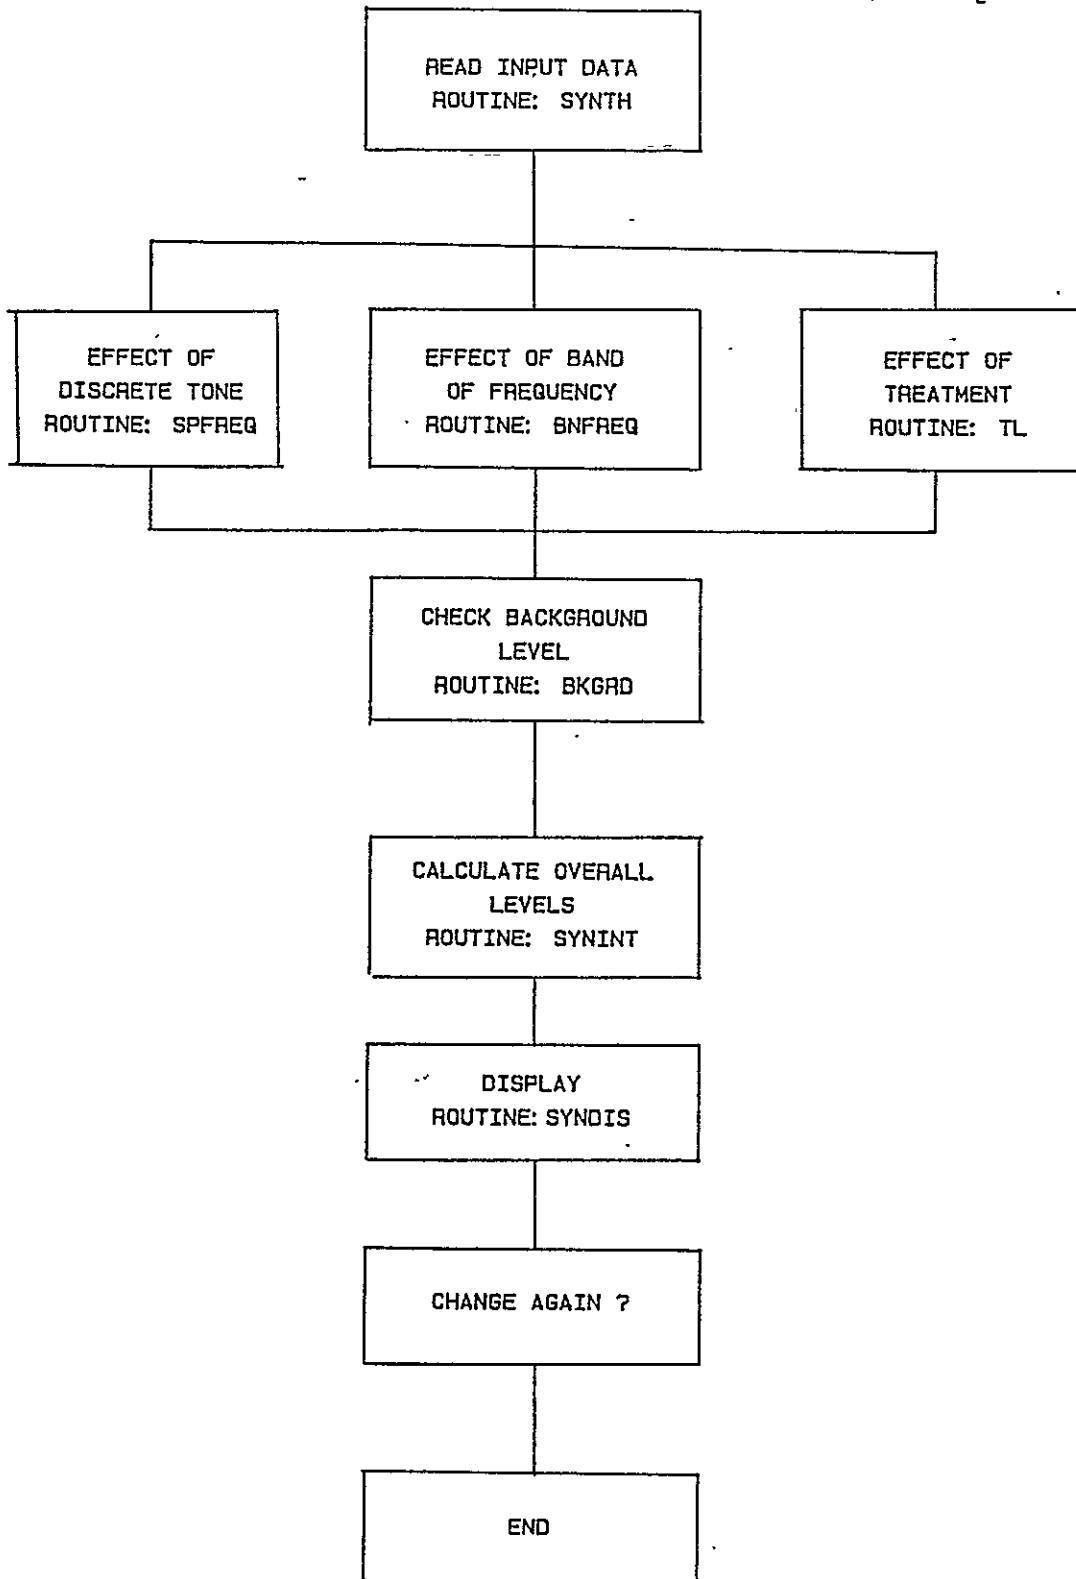 READ INPUT DATA
ROUTINE: SYNTH
EFFECT OF
DISCRETE TONE
ROUTINE: SPFREQ
EFFECT OF BAND
OF FREQUENCY
ROUTINE: BNFREQ
EFFECT OF
TREATMENT
ROUTINE: TL
CHECK BACKGROUND
LEVEL
ROUTINE: BKGRD
CALCULATE OVERALL
LEVELS
ROUTINE: SYNINT
DISPLAY
ROUTINE: SYNDIS
CHANGE AGAIN ?
END